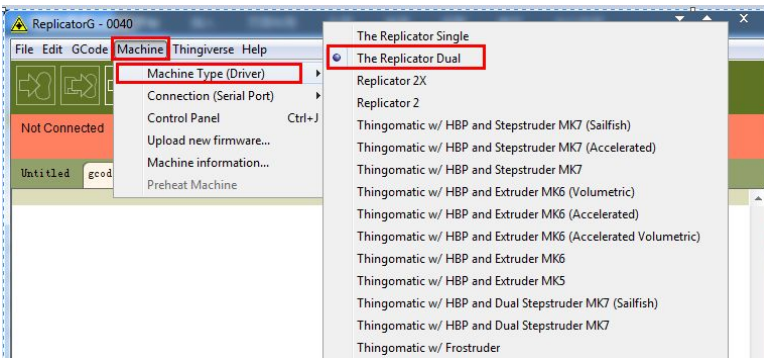 ReplicatorG - 0040
File Edit GCode Machine Thingiverse Help
Not Connected
Untitled gcod
Machine Type (Driver)
Connection (Serial Port)
Control Panel Ctrl+J
Upload new firmware...
Machine information...
Preheat Machine
The Replicator Single
The Replicator Dual
Replicator 2X
Replicator 2
Thingomatic w/ HBP and Stepstruder MK7 (Sailfish)
Thingomatic w/ HBP and Stepstruder MK7 (Accelerated)
Thingomatic w/ HBP and Stepstruder MK7
Thingomatic w/ HBP and Extruder MK6 (Volumetric)
Thingomatic w/ HBP and Extruder MK6 (Accelerated)
Thingomatic w/ HBP and Extruder MK6 (Accelerated Volumetric)
Thingomatic w/ HBP and Extruder MK6
Thingomatic w/ HBP and Extruder MK5
Thingomatic w/ HBP and Dual Stepstruder MK7 (Sailfish)
Thingomatic w/ HBP and Dual Stepstruder MK7
Thingomatic w/ Frostruder